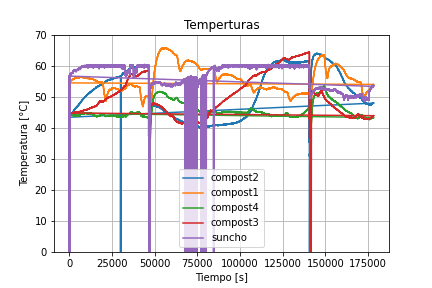 Temperturas
Temperatura [°C]
70
60
50
40
30
20
10
0
compost2
compost1
compost4
compost3
suncho
0 25000 50000 75000 100000 125000 150000 175000
Tiempo [s]